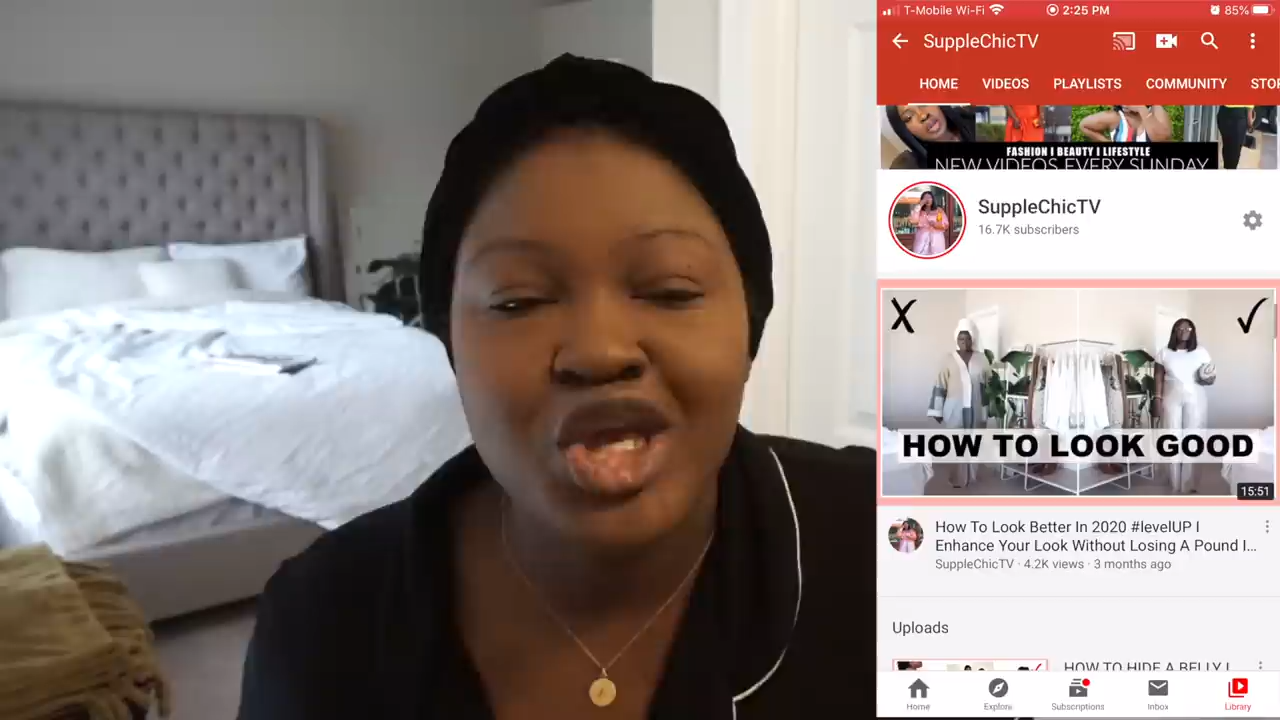 T-Mobile Wi-Fi
2:25 PM
85%
SuppleChicTV
HOME VIDEOS PLAYLISTS COMMUNITY STO
FASHION I BEAUTY I LIFESTYLE
NEW VIDEOS EVERY SUNDAY
SuppleChicTV
16.7K subscribers
X ✓
HOW TO LOOK GOOD
15:51
How To Look Better In 2020 #levelUP I
Enhance Your Look Without Losing A Pound I...
SuppleChicTV · 4.2K views · 3 months ago
Uploads
HOW TO HIDE A BELLY I
Home Explore Subscriptions Inbox Library